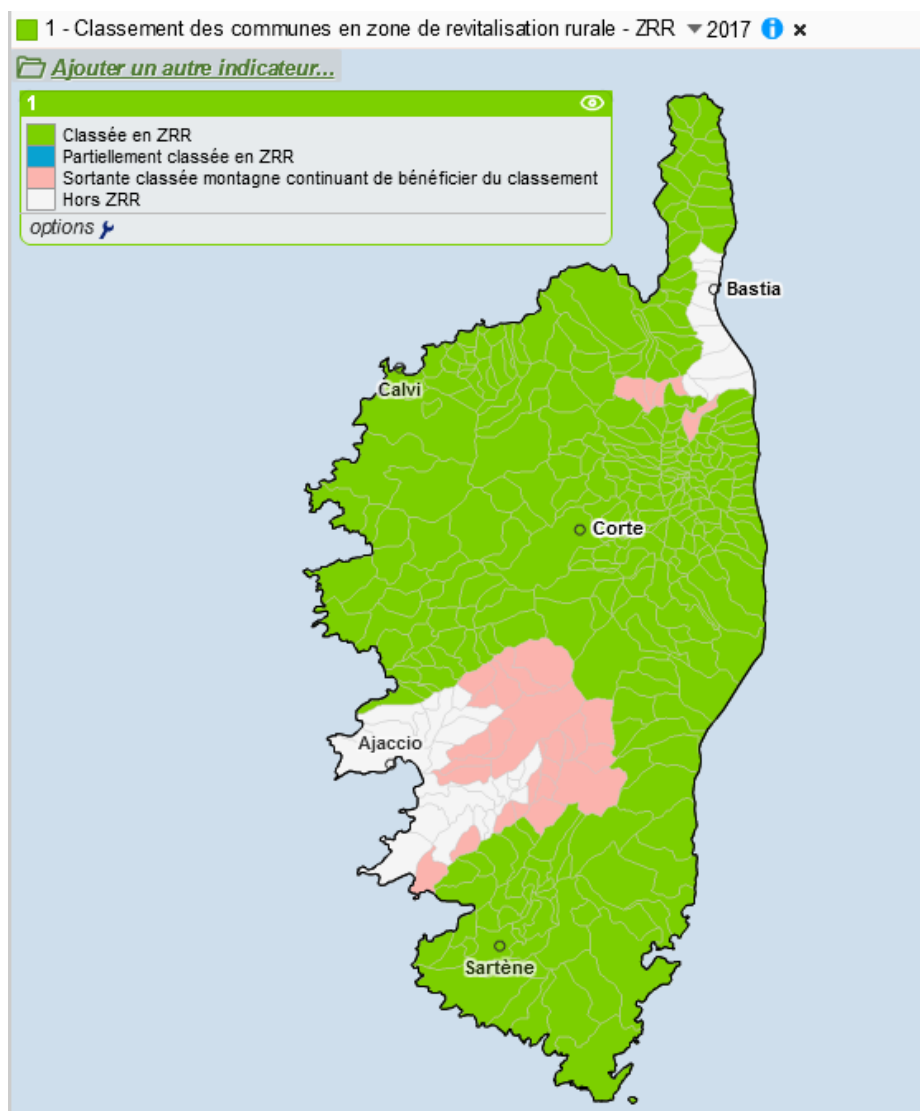 1 - Classement des communes en zone de revitalisation rurale - ZRR 2017 i ×
Ajouter un autre indicateur...
1
Classée en ZRR
Partiellement classée en ZRR
Sortante classée montagne continuant de bénéficier du classement
Hors ZRR
options
Bastia
Calvi
Corte
Ajaccio
Sartène